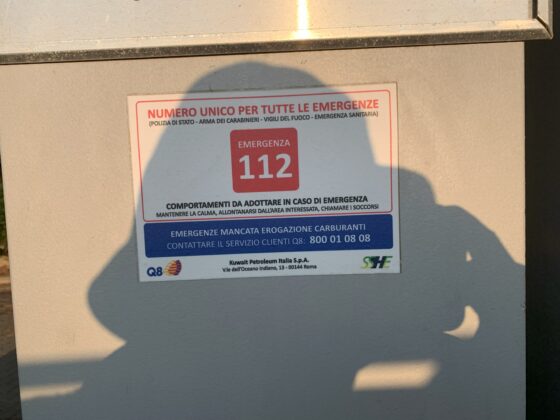 NUMERO UNICO PER TUTTE LE EMERGENZE
(POLIZIA DI STATO - ARMA DEI CARABINIERI - VIGILI DEL FUOCO - EMERGENZA SANITARIA)
EMERGENZA
112
COMPORTAMENTI DA ADOTTARE IN CASO DI EMERGENZA
MANTENERE LA CALMA, ALLONTANARSI DALL'AREA INTERESSATA, CHIAMARE I SOCCORSI
EMERGENZE MANCATA EROGAZIONE CARBURANTI
CONTATTARE IL SERVIZIO CLIENTI Q8: 800 01 08 08
Q8
Kuwait Petroleum Italia S.p.A.
V.le dell'Oceano Indiano, 13 - 00144 Roma
SSHE